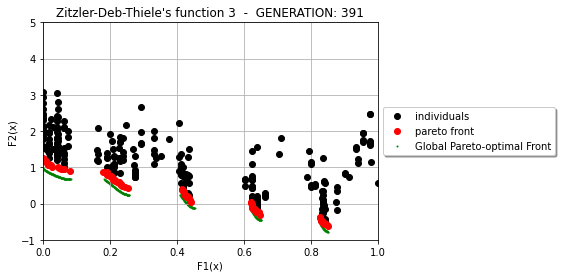 Zitzler-Deb-Thiele's function 3  -  GENERATION: 391
5
4
3
2
1
0
−1
F2(x)
0.0 0.2 0.4 0.6 0.8 1.0
F1(x)
individuals
pareto front
Global Pareto-optimal Front